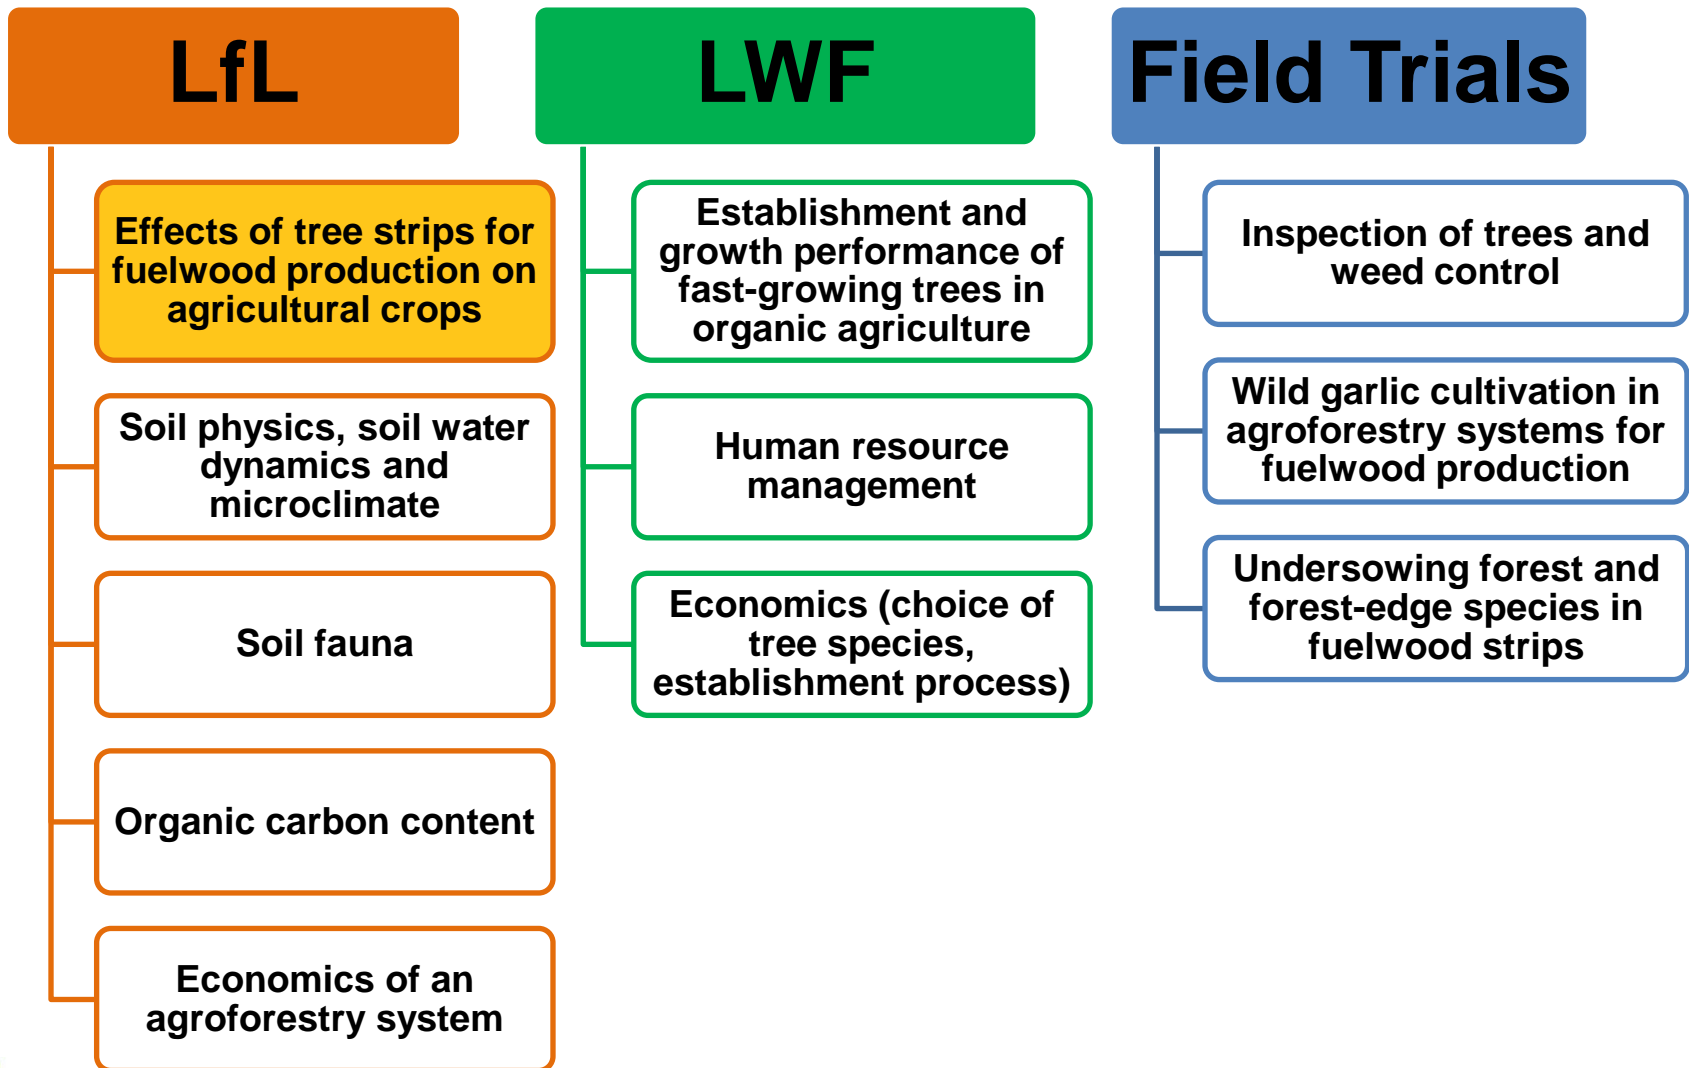 LfL
Effects of tree strips for
fuelwood production on
agricultural crops
Soil physics, soil water
dynamics and
microclimate
Soil fauna
Organic carbon content
Economics of an
agroforestry system
LWF
Establishment and
growth performance of
fast-growing trees in
organic agriculture
Human resource
management
Economics (choice of
tree species,
establishment process)
Field Trials
Inspection of trees and
weed control
Wild garlic cultivation in
agroforestry systems for
fuelwood production
Undersowing forest and
forest-edge species in
fuelwood strips